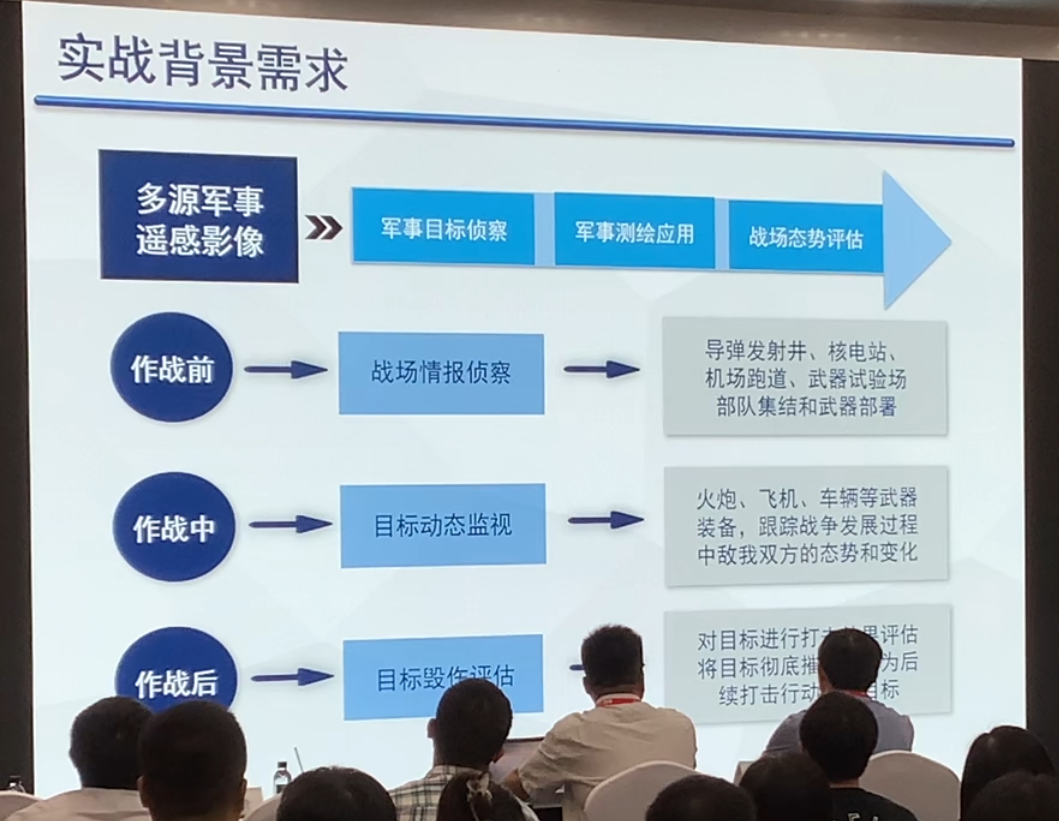 实战背景需求
多源军事
遥感影像
军事目标侦察
军事测绘应用
战场态势评估
作战前
战场情报侦察
导弹发射井、核电站、
机场跑道、武器试验场
部队集结和武器部署
作战中
目标动态监视
火炮、飞机、车辆等武器
装备，跟踪战争发展过程
中敌我双方的态势和变化
作战后
目标毁伤评估
对目标进行打击效果评估
将目标彻底摧 为后
续打击行动 目标